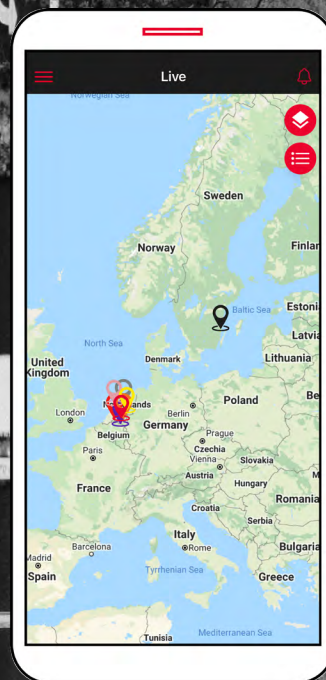 Live
Norwegian Sea
Sweden
Norway
Finlan
Baltic Sea
Estoni
Latvia
North Sea
Denmark
Lithuania
United
Kingdom
London
Berlin
Poland
Be
Belgium
Germany
Paris
Prague
Czechia
Vienna
Slovakia
Austria
Hungary
France
Romania
Croatia
Serbia
Italy
Barcelona
Rome
Bulgaria
Madrid
Spain
Tyrrhenian Sea
Greece
Mediterranean Sea
Tunisia